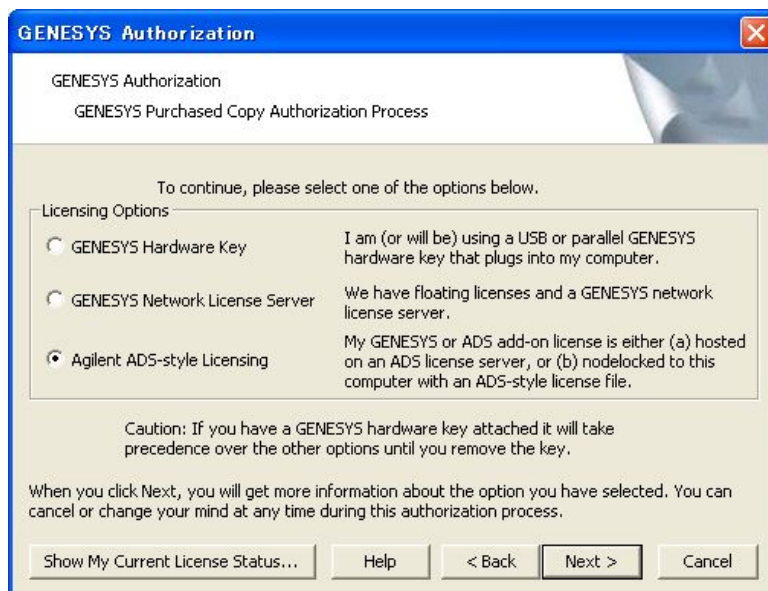 GENESYS Authorization
GENESYS Authorization
GENESYS Purchased Copy Authorization Process
To continue, please select one of the options below.
Licensing Options
GENESYS Hardware Key
I am (or will be) using a USB or parallel GENESYS
hardware key that plugs into my computer.
GENESYS Network License Server
We have floating licenses and a GENESYS network
license server.
Agilent ADS-style Licensing
My GENESYS or ADS add-on license is either (a) hosted
on an ADS license server, or (b) nodelocked to this
computer with an ADS-style license file.
Caution: If you have a GENESYS hardware key attached it will take
precedence over the other options until you remove the key.
When you click Next, you will get more information about the option you have selected. You can
cancel or change your mind at any time during this authorization process.
Show My Current License Status... Help < Back Next > Cancel